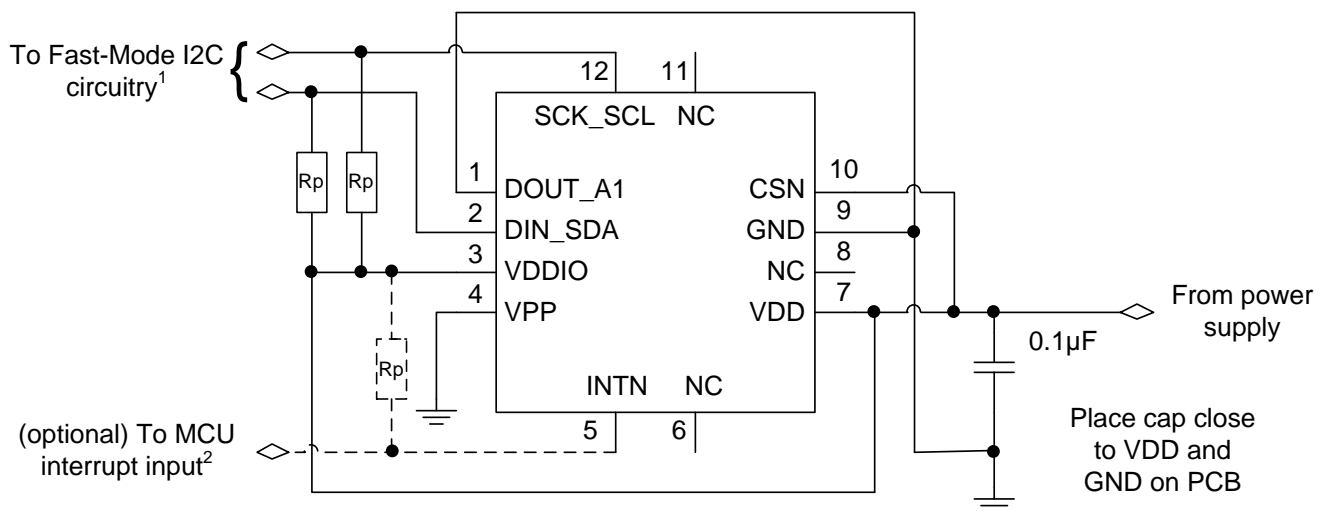 To Fast-Mode I2C
circuitry1
{
12
11
SCK_SCL
NC
Rp
Rp
1
DOUT_A1
CSN
10
2
DIN_SDA
GND
9
3
VDDIO
NC
8
4
VPP
VDD
7
From power
supply
0.1µF
Rp
INTN
NC
5
6
Place cap close
to VDD and
GND on PCB
(optional) To MCU
interrupt input2